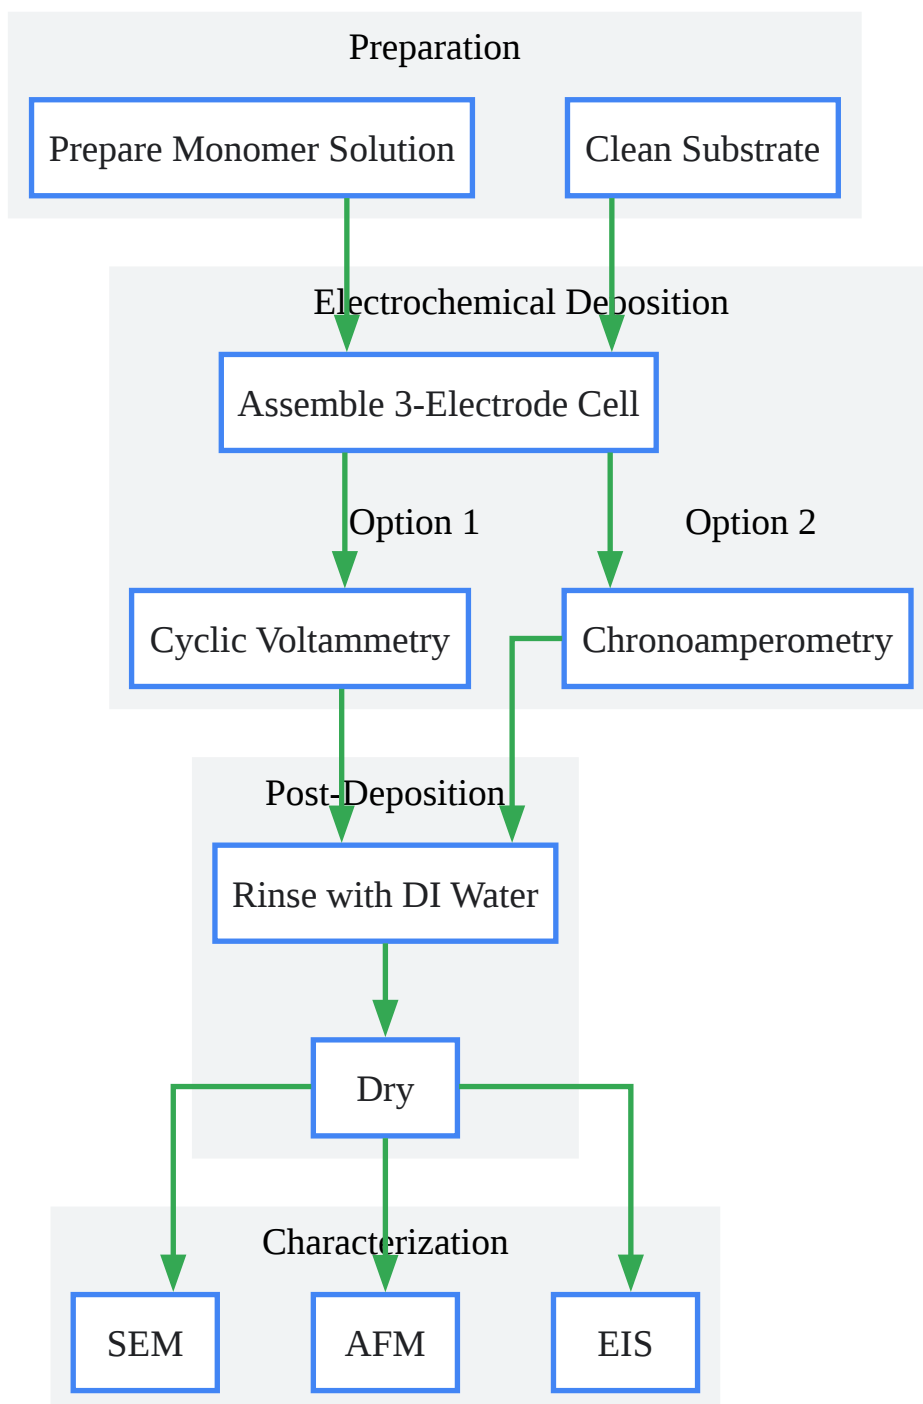 Preparation
Prepare Monomer Solution
Clean Substrate
Electrochemical Deposition
Assemble 3-Electrode Cell
Option 1
Option 2
Cyclic Voltammetry
Chronoamperometry
Post-Deposition
Rinse with DI Water
Dry
Characterization
SEM
AFM
EIS